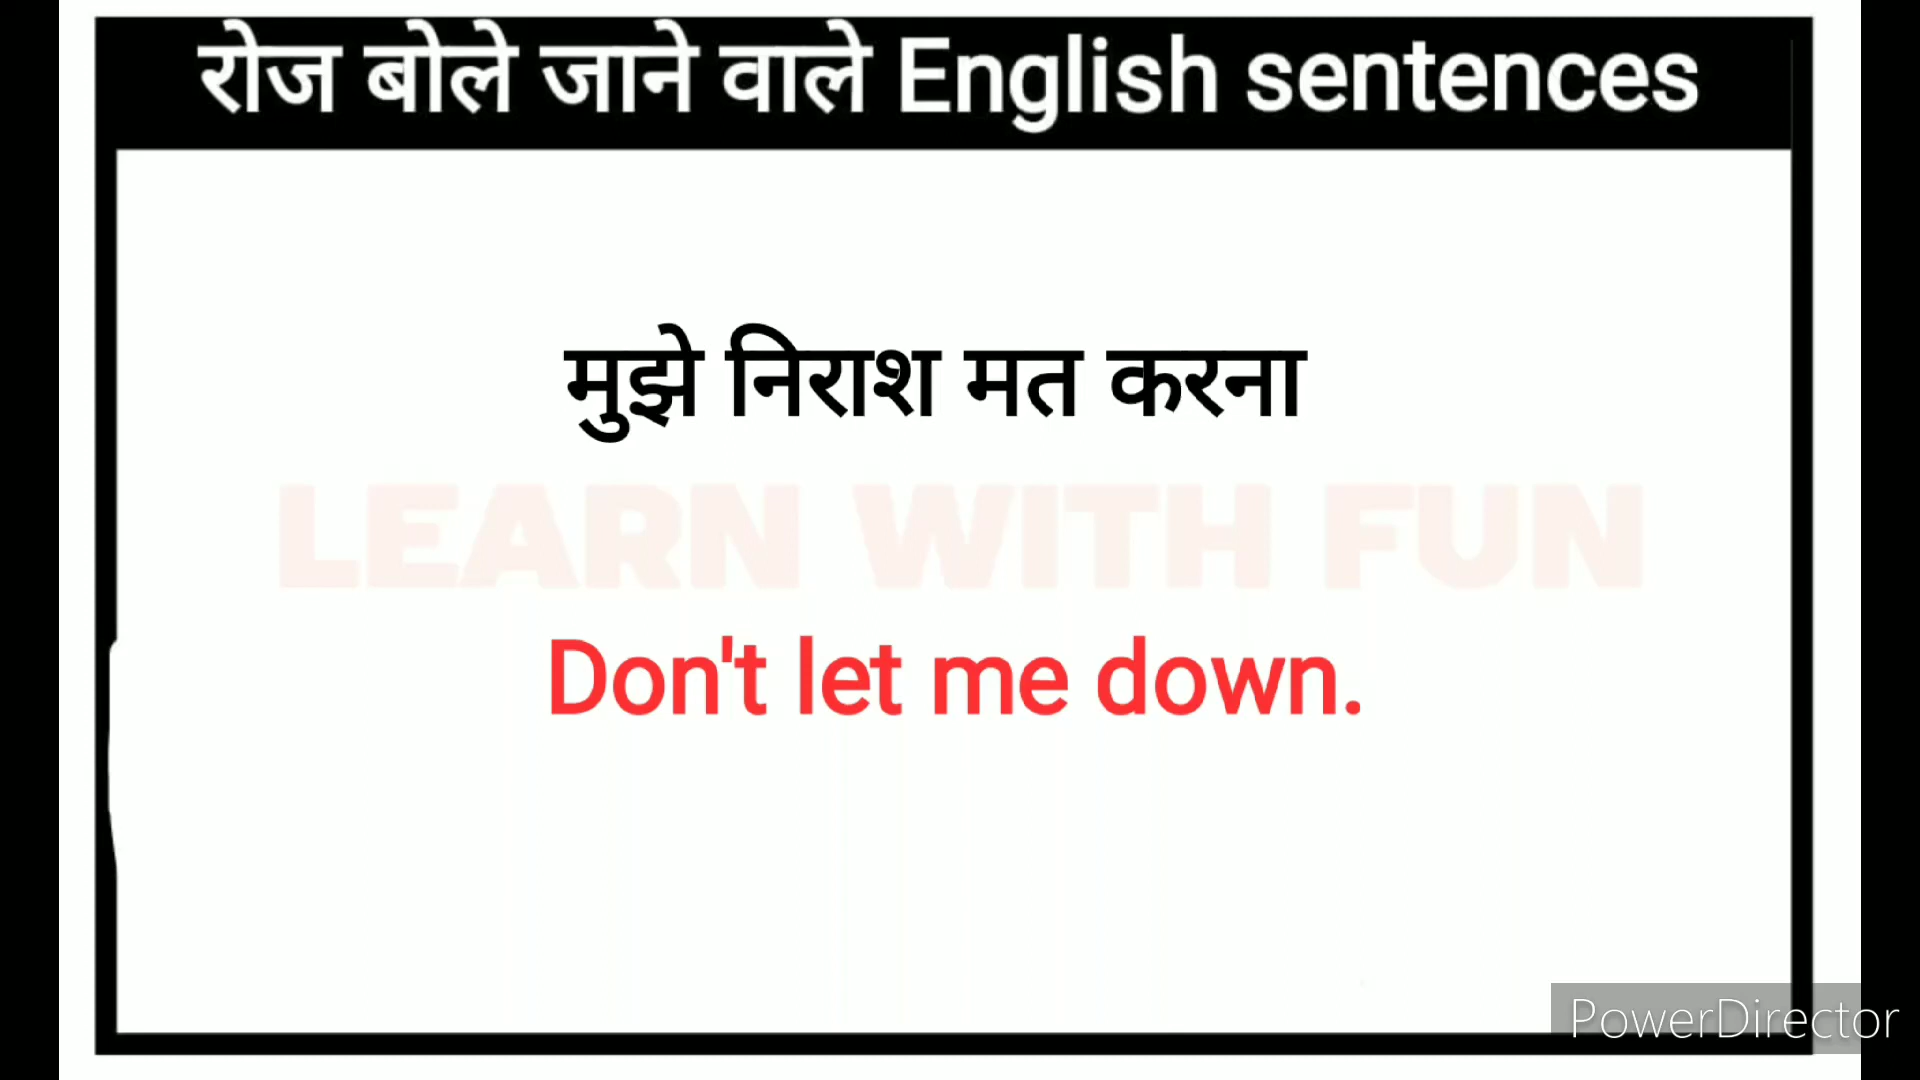 रोज बोले जाने वाले English sentences
मुझे निराश मत करना
LEARN WITH FUN
Don't let me down.
PowerDirector